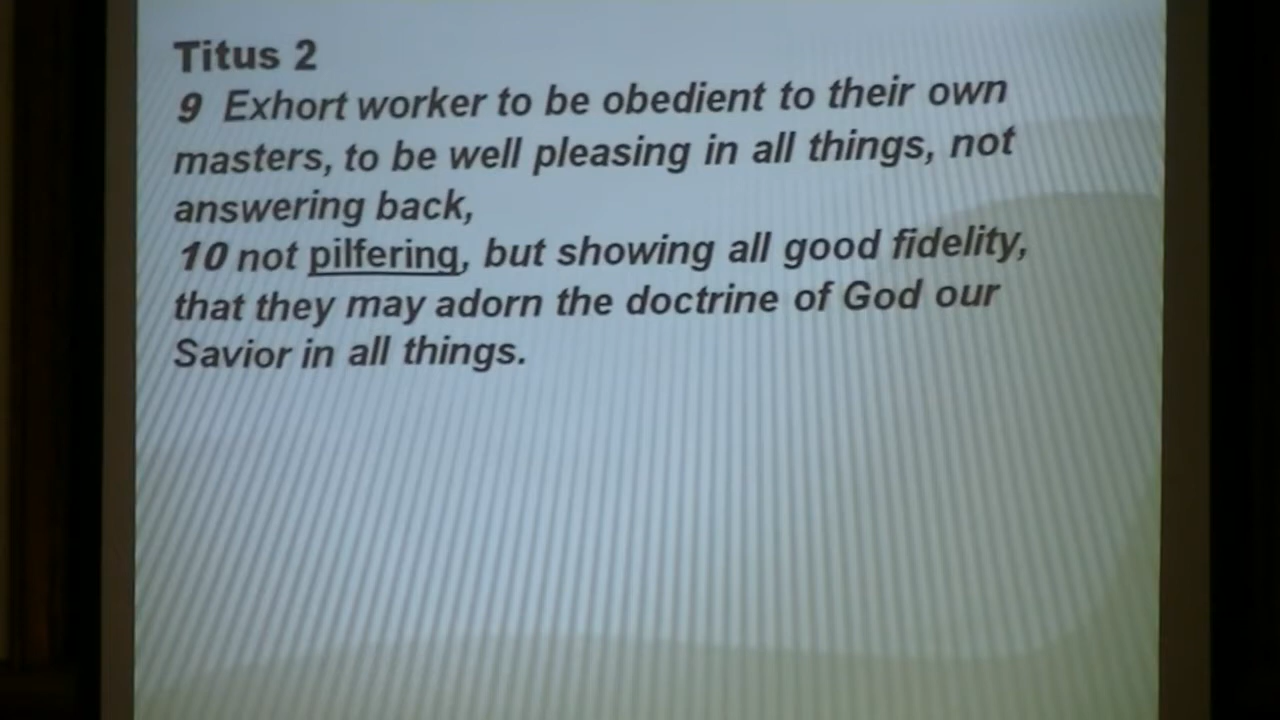 Titus 2
9 Exhort worker to be obedient to their own
masters, to be well pleasing in all things, not
answering back,
10 not pilfering, but showing all good fidelity,
that they may adorn the doctrine of God our
Savior in all things.